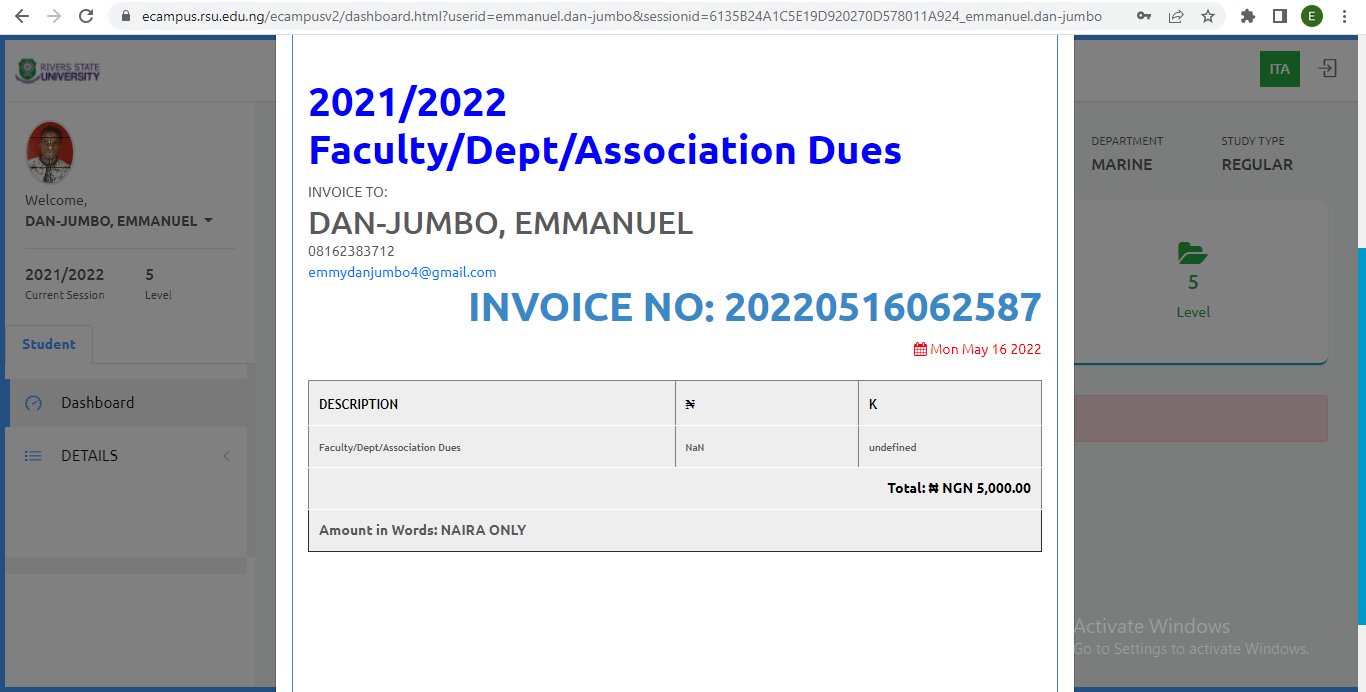 ecampus.rsu.edu.ng/ecampusv2/dashboard.html?userid=emmanuel.dan-jumbo&sessionid=6135B24A1C5E19D920270D578011A924_emmanuel.dan-jumbo
E
RIVERS STATE
UNIVERSITY
ITA
Welcome,
DAN-JUMBO, EMMANUEL
2021/2022
5
Current Session
Level
Student
Dashboard
DETAILS
2021/2022
Faculty/Dept/Association Dues
INVOICE TO:
DAN-JUMBO, EMMANUEL
08162383712
emmydanjumbo4@gmail.com
INVOICE NO: 20220516062587
Mon May 16 2022
DESCRIPTION ₦ K
Faculty/Dept/Association Dues NaN undefined
Total: ₦ NGN 5,000.00
Amount in Words: NAIRA ONLY
DEPARTMENT STUDY TYPE
MARINE REGULAR
5
Level
Activate Windows
Go to Settings to activate Windows.